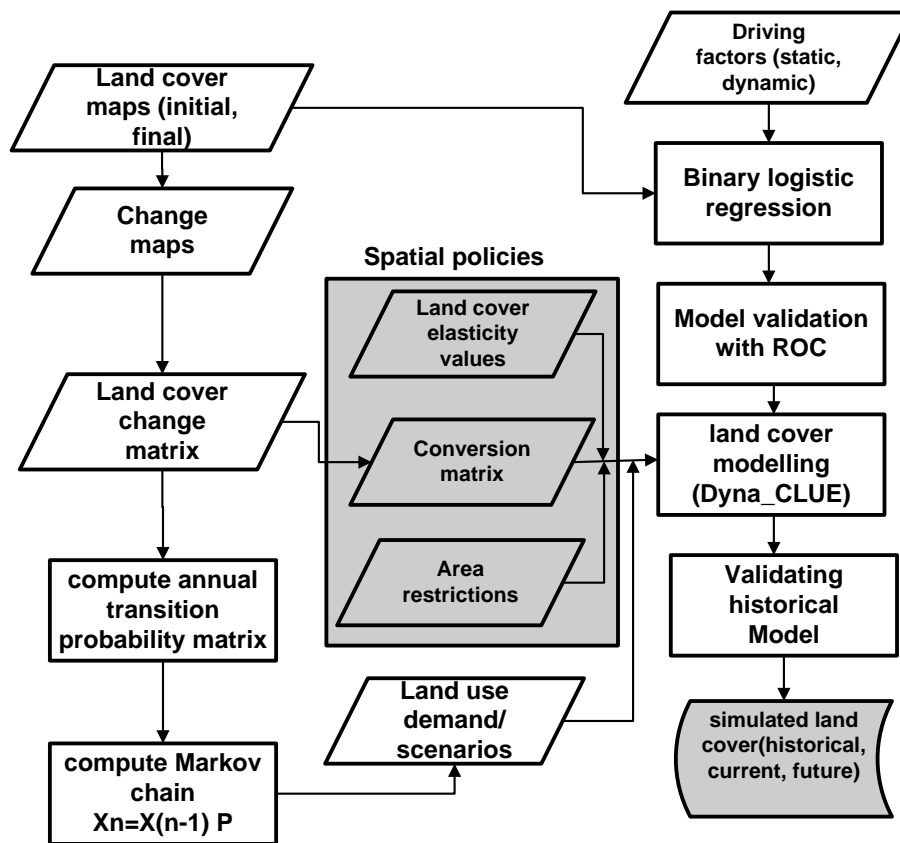 Driving
factors (static,
dynamic)
Land cover
maps (initial,
final)
Binary logistic
regression
Change
maps
Spatial policies
Land cover
elasticity
values
Model validation
with ROC
Land cover
change
matrix
Conversion
matrix
land cover
modelling
(Dyna_CLUE)
Area
restrictions
compute annual
transition
probability matrix
Validating
historical
Model
Land use
demand/
scenarios
simulated land
cover(historical,
current, future)
compute Markov
chain
Xn=X(n-1) P